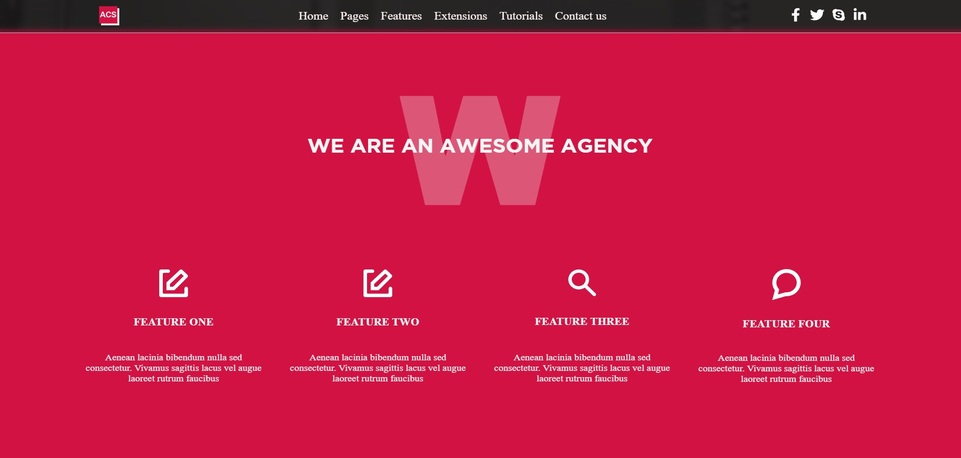 ACS
Home Pages Features Extensions Tutorials Contact us
W
WE ARE AN AWESOME AGENCY
FEATURE ONE
Aenean lacinia bibendum nulla sed
consectetur. Vivamus sagittis lacus vel augue
laoreet rutrum faucibus
FEATURE TWO
Aenean lacinia bibendum nulla sed
consectetur. Vivamus sagittis lacus vel augue
laoreet rutrum faucibus
FEATURE THREE
Aenean lacinia bibendum nulla sed
consectetur. Vivamus sagittis lacus vel augue
laoreet rutrum faucibus
FEATURE FOUR
Aenean lacinia bibendum nulla sed
consectetur. Vivamus sagittis lacus vel augue
laoreet rutrum faucibus